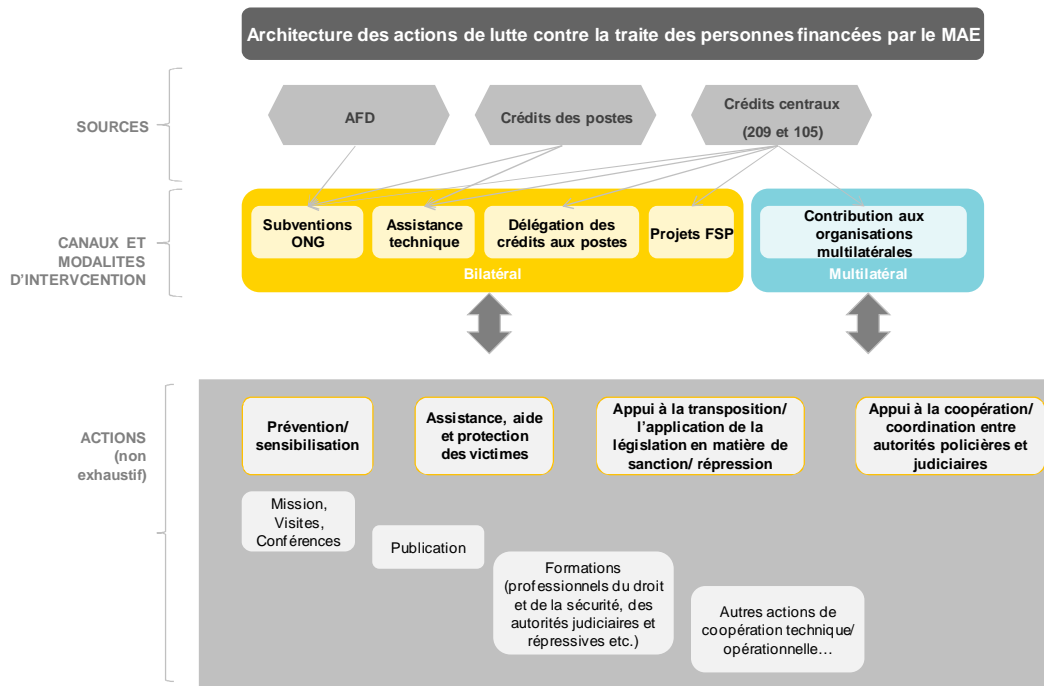 Architecture des actions de lutte contre la traite des personnes financées par le MAE
SOURCES
AFD
Crédits des postes
Crédits centraux
(209 et 105)
CANAUX ET
MODALITES
D'INTERVCENTION
Subventions
ONG
Assistance
technique
Délégation des
crédits aux postes
Projets FSP
Bilatéral
Contribution aux
organisations
multilatérales
Multilatéral
ACTIONS
(non
exhaustif)
Prévention/
sensibilisation
Assistance, aide
et protection
des victimes
Appui à la transposition/
l'application de la
législation en matière de
sanction/ répression
Appui à la coopération/
coordination entre
autorités policières et
judiciaires
Mission,
Visites,
Conférences
Publication
Formations
(professionnels du droit
et de la sécurité, des
autorités judiciaires et
répressives etc.)
Autres actions de
coopération technique/
opérationnelle…